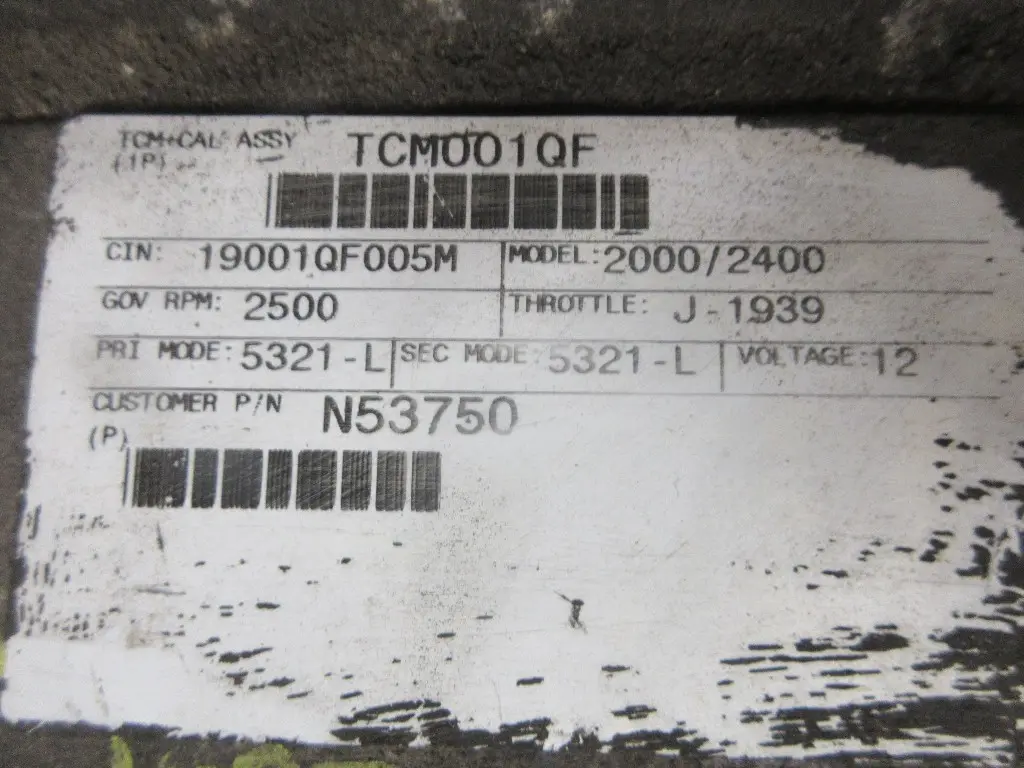 TCM+CAL ASSY TCM001QF
(1P)
CIN: 19001QF005M MODEL: 2000/2400
GOV RPM: 2500 THROTTLE: J-1939
PRI MODE: 5321-L SEC MODE: 5321-L VOLTAGE: 12
CUSTOMER P/N N53750
(P)